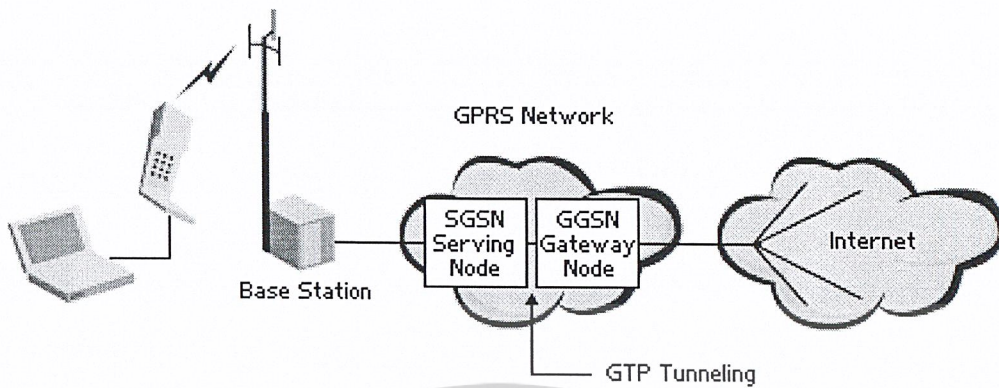 GPRS Network
SGSN
Serving
Node
GGSN
Gateway
Node
Internet
Base Station
GTP Tunneling